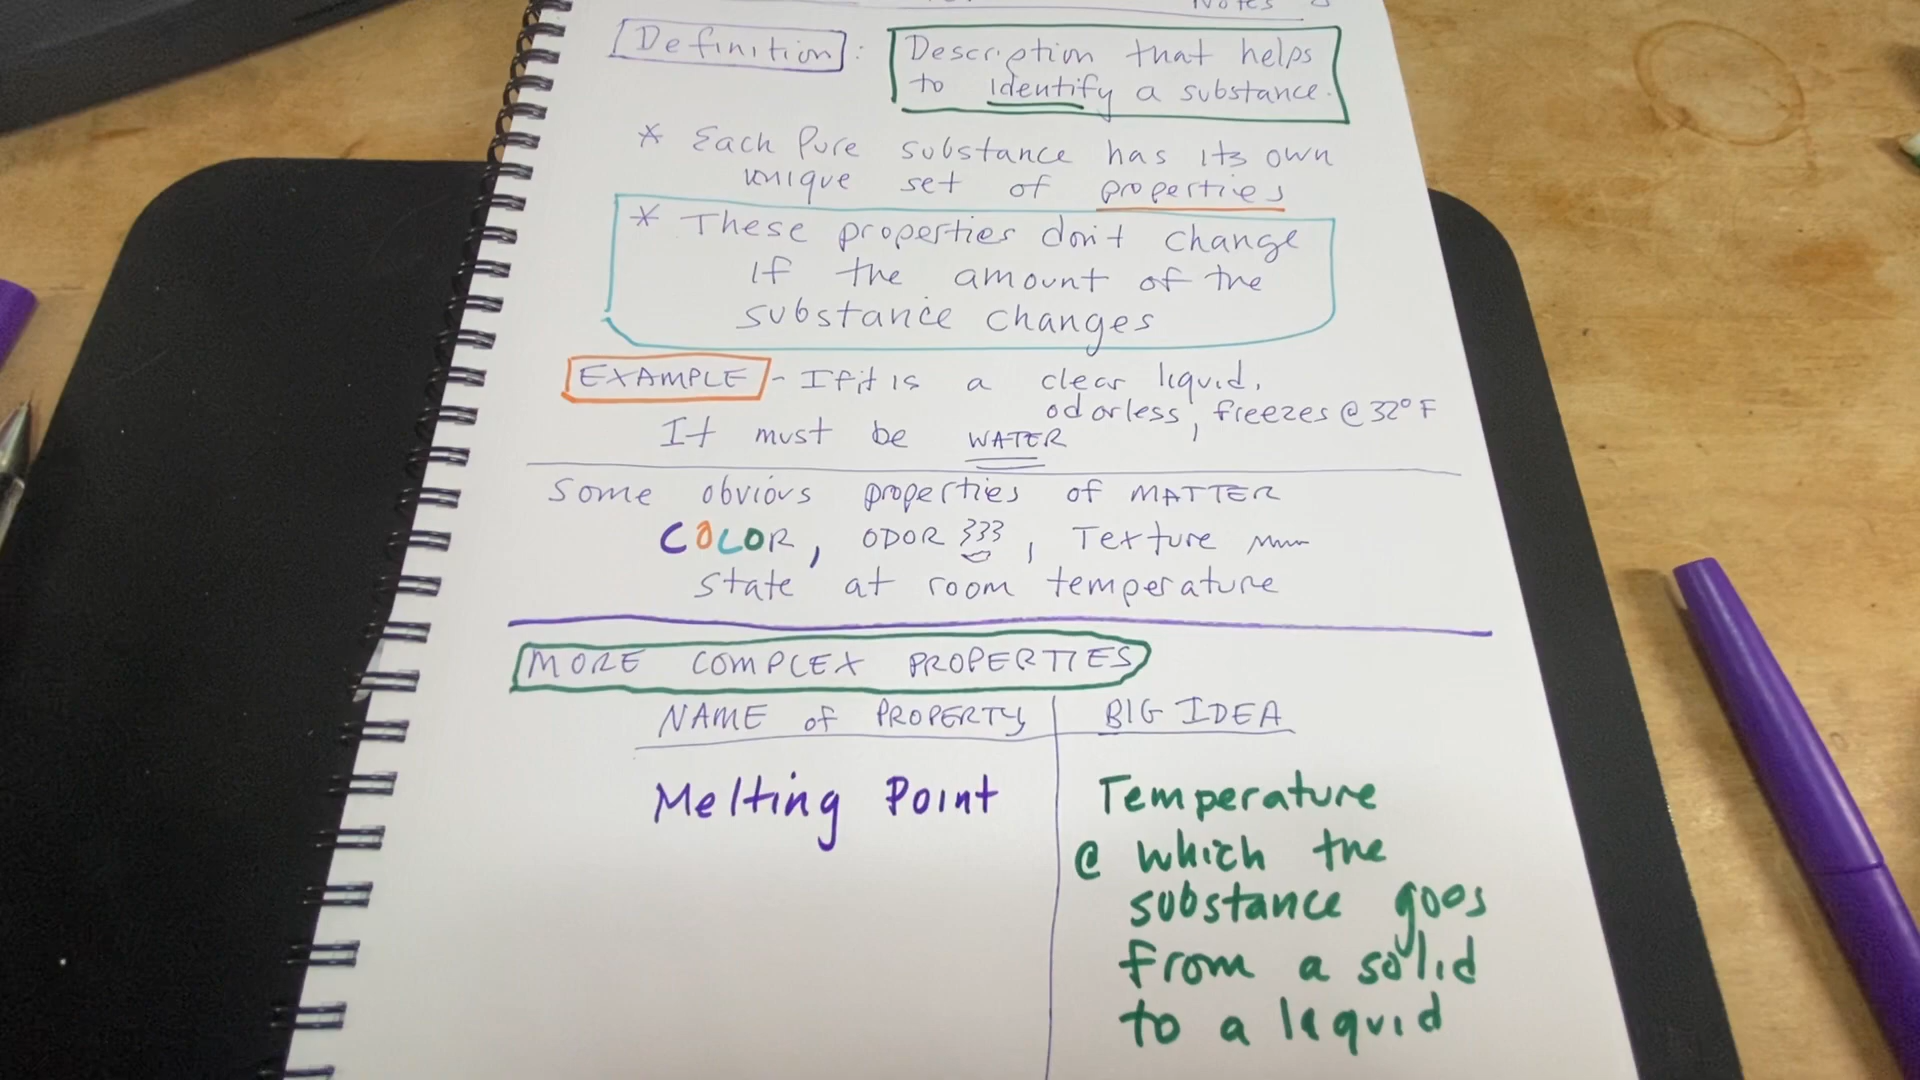 Notes
Definition: Description that helps
to identify a substance.
* Each Pure substance has its own
unique set of properties
* These properties don't change
if the amount of the
substance changes
EXAMPLE - If it is a clear liquid,
odorless, freezes @ 32°F
It must be WATER
Some obvious properties of MATTER
COLOR, ODOR, Texture
state at room temperature
MORE COMPLEX PROPERTIES
NAME of PROPERTY BIG IDEA
Melting Point Temperature
@ which the
substance goes
from a solid
to a liquid